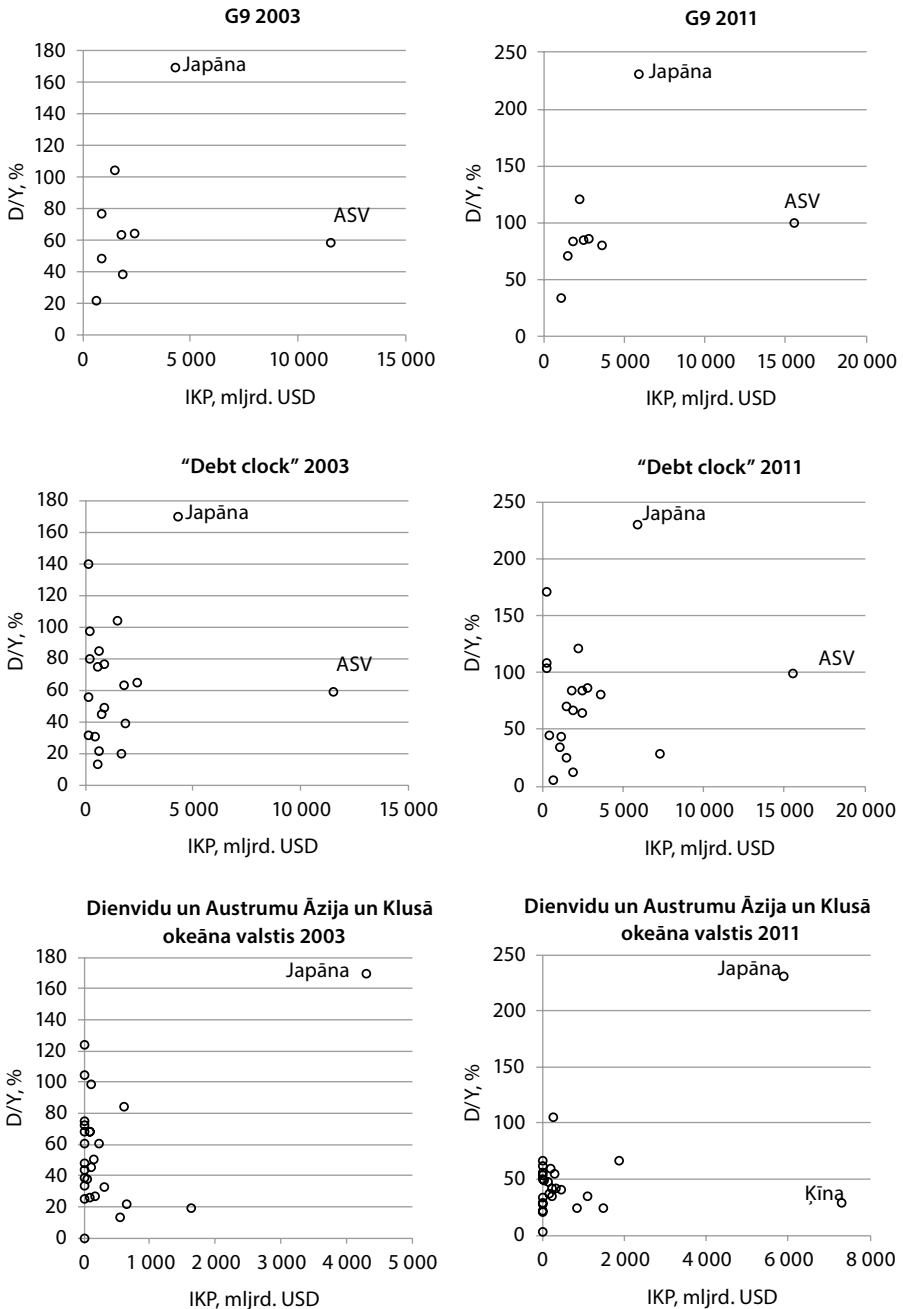 G9 2003
180
160
140
120
100
80
60
40
20
0
D/Y, %
Japāna
ASV
0 5 000 10 000 15 000
IKP, mljrd. USD
G9 2011
250
200
150
100
50
0
D/Y, %
Japāna
ASV
0 5 000 10 000 15 000 20 000
IKP, mljrd. USD
“Debt clock” 2003
180
160
140
120
100
80
60
40
20
0
D/Y, %
Japāna
ASV
0 5 000 10 000 15 000
IKP, mljrd. USD
“Debt clock” 2011
250
200
150
100
50
0
D/Y, %
Japāna
ASV
0 5 000 10 000 15 000 20 000
IKP, mljrd. USD
Dienvidu un Austrumu Āzija un Klusā
okeāna valstis 2003
180
160
140
120
100
80
60
40
20
0
D/Y, %
Japāna
0 1 000 2 000 3 000 4 000 5 000
IKP, mljrd. USD
Dienvidu un Austrumu Āzija un Klusā
okeāna valstis 2011
250
200
150
100
50
0
D/Y, %
Japāna
Ķīna
0 2 000 4 000 6 000 8 000
IKP, mljrd. USD